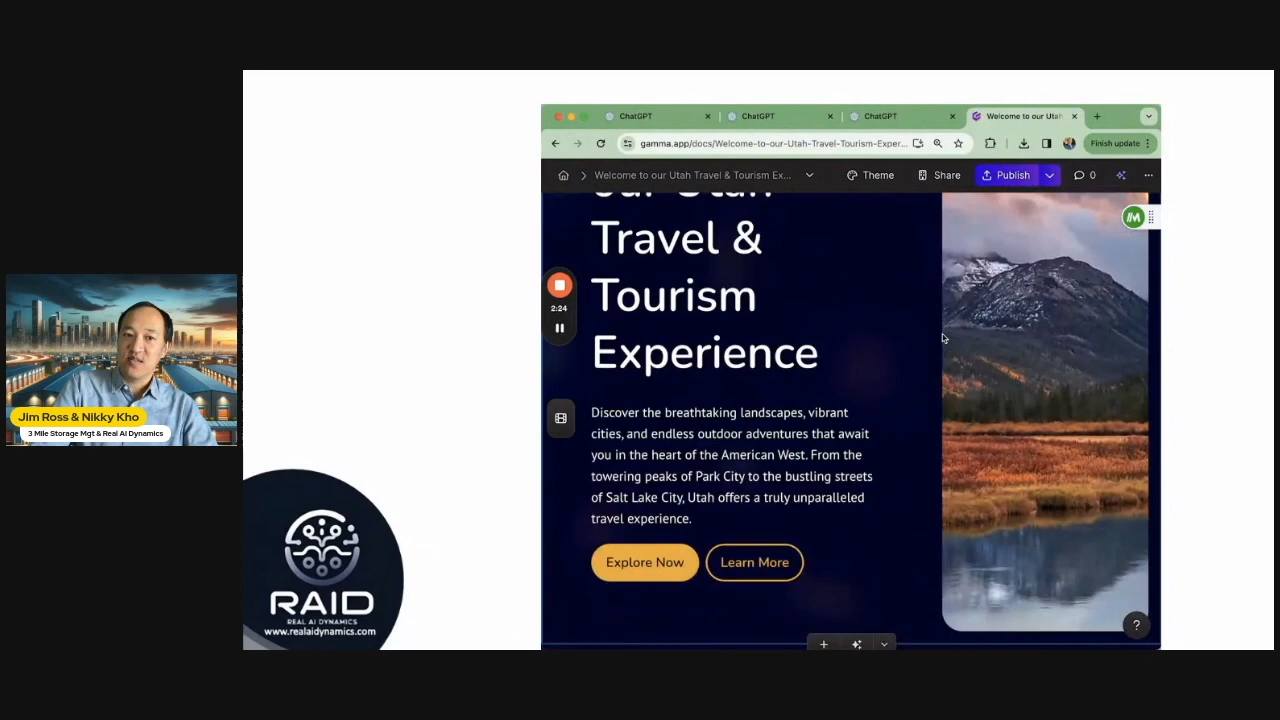 ChatGPT
ChatGPT
ChatGPT
Welcome to our Utah
gamma.app/docs/Welcome-to-our-Utah-Travel-Tourism-Exper...
Finish update
Welcome to our Utah Travel & Tourism Ex...
Theme
Share
Publish
0
our Utah
Travel &
Tourism
Experience
2:24
Discover the breathtaking landscapes, vibrant
cities, and endless outdoor adventures that await
you in the heart of the American West. From the
towering peaks of Park City to the bustling streets
of Salt Lake City, Utah offers a truly unparalleled
travel experience.
Explore Now
Learn More
?
Jim Ross & Nikky Kho
3 Mile Storage Mgt & Real AI Dynamics
RAID
REAL AI DYNAMICS
www.realaidynamics.com